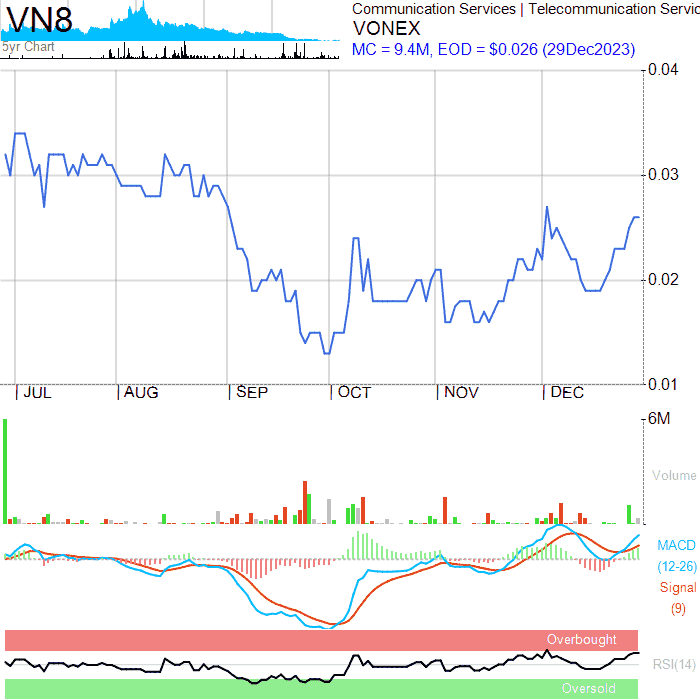 VN8
5yr Chart
Communication Services | Telecommunication Servic
VONEX
MC = 9.4M, EOD = $0.026 (29Dec2023)
0.04
0.03
0.02
0.01
JUL AUG SEP OCT NOV DEC
6M
Volume
MACD
(12-26)
Signal
(9)
Overbought
RSI(14)
Oversold